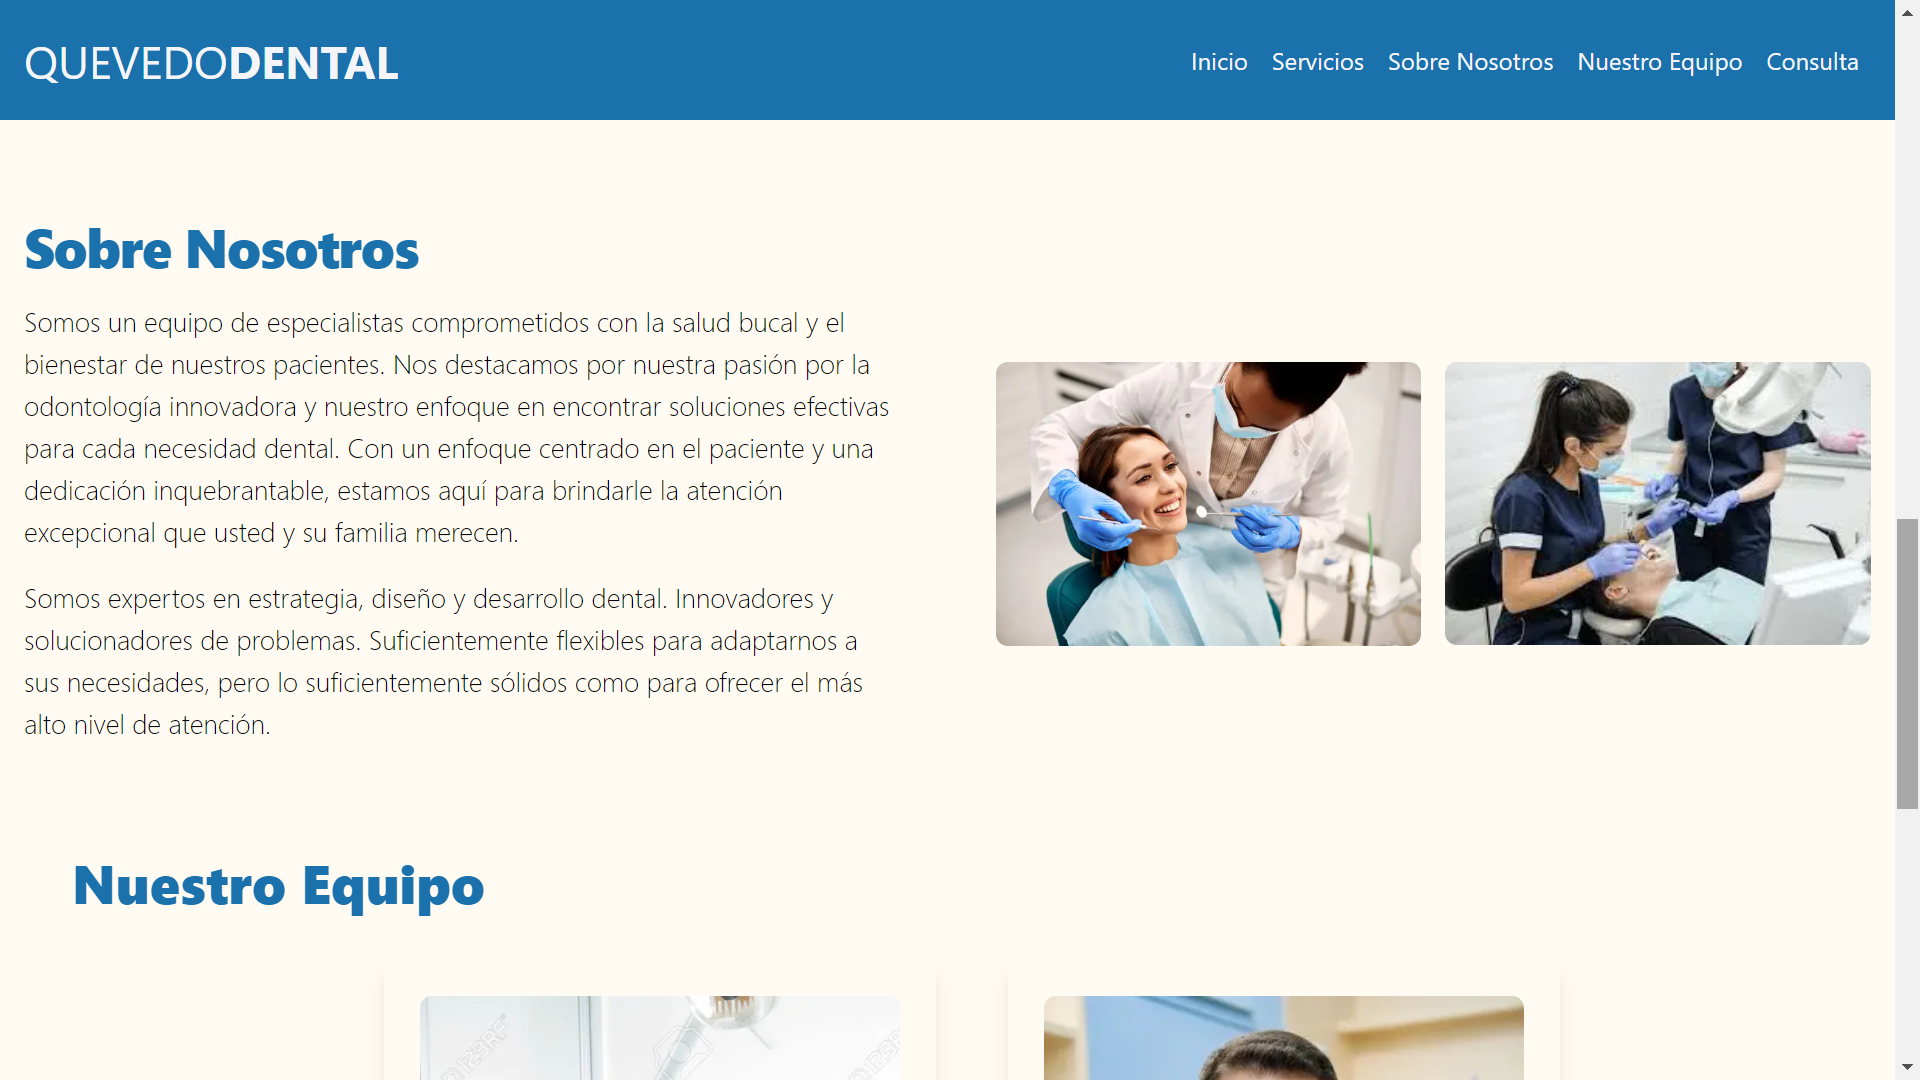 QUEVEDODENTAL
Inicio Servicios Sobre Nosotros Nuestro Equipo Consulta
Sobre Nosotros
Somos un equipo de especialistas comprometidos con la salud bucal y el
bienestar de nuestros pacientes. Nos destacamos por nuestra pasión por la
odontología innovadora y nuestro enfoque en encontrar soluciones efectivas
para cada necesidad dental. Con un enfoque centrado en el paciente y una
dedicación inquebrantable, estamos aquí para brindarle la atención
excepcional que usted y su familia merecen.
Somos expertos en estrategia, diseño y desarrollo dental. Innovadores y
solucionadores de problemas. Suficientemente flexibles para adaptarnos a
sus necesidades, pero lo suficientemente sólidos como para ofrecer el más
alto nivel de atención.
Nuestro Equipo
123RF